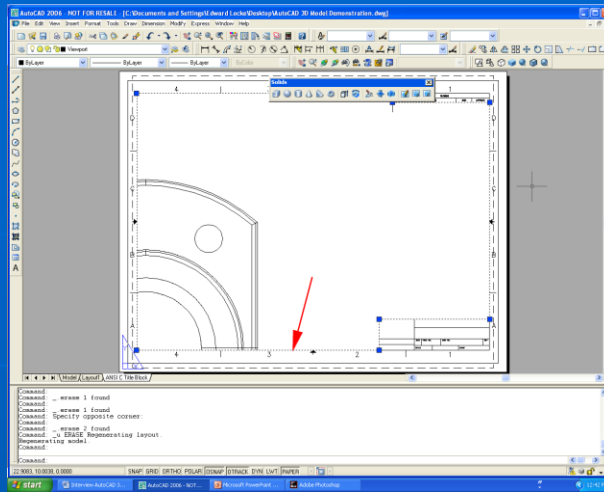 AutoCAD 2006 - NOT FOR RESALE - [C:\Documents and Settings\Edward Locke\Desktop\AutoCAD 3D Model Demonstration.dwg]
File Edit View Insert Format Tools Draw Dimension Modify Express Window Help
Viewport
ByLayer ByLayer ByLayer ByColor
Solids
4 1
D D
C C
B B
A A
4 3 2 1
Model Layout1 ANSI C Title Block
Command:
Command: _.erase 1 found
Command:
Command: _.erase 1 found
Command: Specify opposite corner:
Command:
Command: _.erase 2 found
Command: _u ERASE Regenerating layout.
Regenerating model.
Command:
Command:
22.9083, 10.0038, 0.0000 SNAP GRID ORTHO POLAR OSNAP OTRACK DYN LWT PAPER
start Interview AutoCAD 3... AutoCAD 2006 - NOT... Microsoft PowerPoint ... Adobe Photoshop 12:42 P